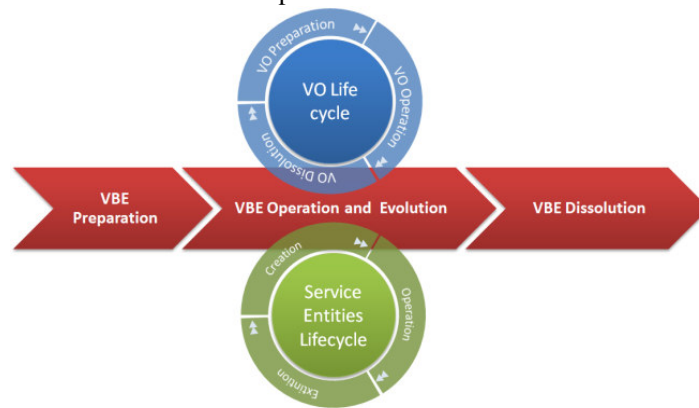 VO Preparation
VO Operation
VO Dissolution
VO Life
cycle
VBE
Preparation
VBE Operation and Evolution
VBE Dissolution
Creation
Operation
Extintion
Service
Entities
Lifecycle